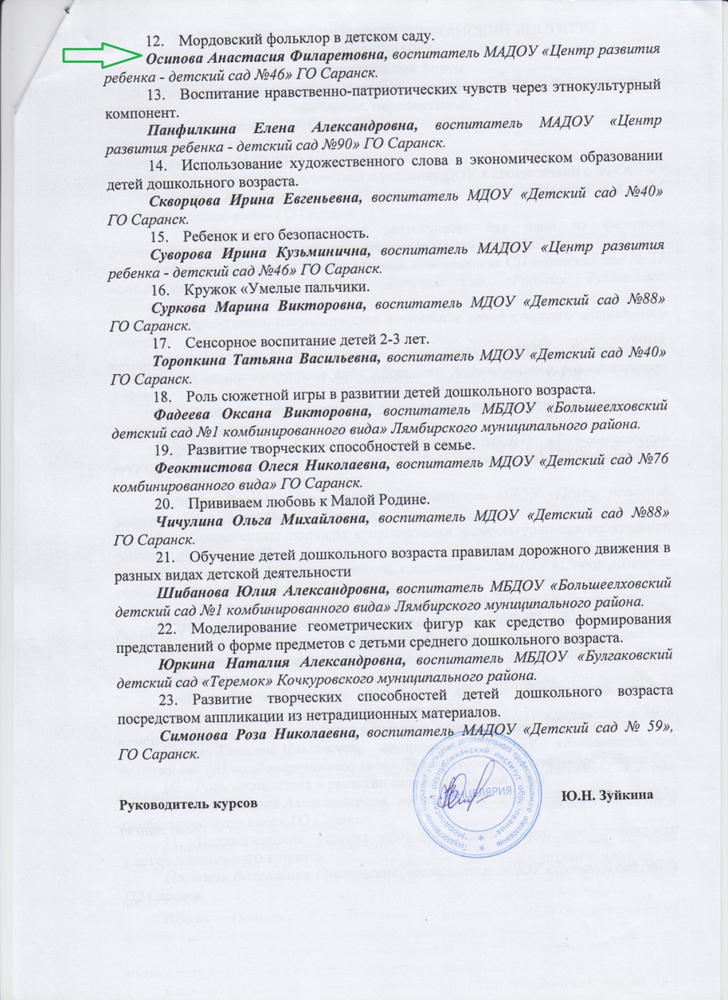 12. Мордовский фольклор в детском саду.
Осипова Анастасия Филаретовна, воспитатель МАДОУ «Центр развития
ребенка - детский сад №46» ГО Саранск.
13. Воспитание нравственно-патриотических чувств через этнокультурный
компонент.
Панфилкина Елена Александровна, воспитатель МАДОУ «Центр
развития ребенка - детский сад №90» ГО Саранск.
14. Использование художественного слова в экономическом образовании
детей дошкольного возраста.
Скворцова Ирина Евгеньевна, воспитатель МДОУ «Детский сад №40»
ГО Саранск.
15. Ребенок и его безопасность.
Суворова Ирина Кузьминична, воспитатель МАДОУ «Центр развития
ребенка - детский сад №46» ГО Саранск.
16. Кружок «Умелые пальчики.
Суркова Марина Викторовна, воспитатель МДОУ «Детский сад №88»
ГО Саранск.
17. Сенсорное воспитание детей 2-3 лет.
Торопкина Татьяна Васильевна, воспитатель МДОУ «Детский сад №40»
ГО Саранск.
18. Роль сюжетной игры в развитии детей дошкольного возраста.
Фадеева Оксана Викторовна, воспитатель МБДОУ «Большеелховский
детский сад №1 комбинированного вида» Лямбирского муниципального района.
19. Развитие творческих способностей в семье.
Феоктистова Олеся Николаевна, воспитатель МДОУ «Детский сад №76
комбинированного вида» ГО Саранск.
20. Прививаем любовь к Малой Родине.
Чичулина Ольга Михайловна, воспитатель МДОУ «Детский сад №88»
ГО Саранск.
21. Обучение детей дошкольного возраста правилам дорожного движения в
разных видах детской деятельности
Шибанова Юлия Александровна, воспитатель МБДОУ «Большеелховский
детский сад №1 комбинированного вида» Лямбирского муниципального района.
22. Моделирование геометрических фигур как средство формирования
представлений о форме предметов с детьми среднего дошкольного возраста.
Юркина Наталия Александровна, воспитатель МБДОУ «Булгаковский
детский сад «Теремок» Кочкуровского муниципального района.
23. Развитие творческих способностей детей дошкольного возраста
посредством аппликации из нетрадиционных материалов.
Симонова Роза Николаевна, воспитатель МАДОУ «Детский сад № 59»,
ГО Саранск.
Руководитель курсов Ю.Н. Зуйкина
Государственное бюджетное учреждение дополнительного профессионального образования
"Мордовский республиканский институт образования"